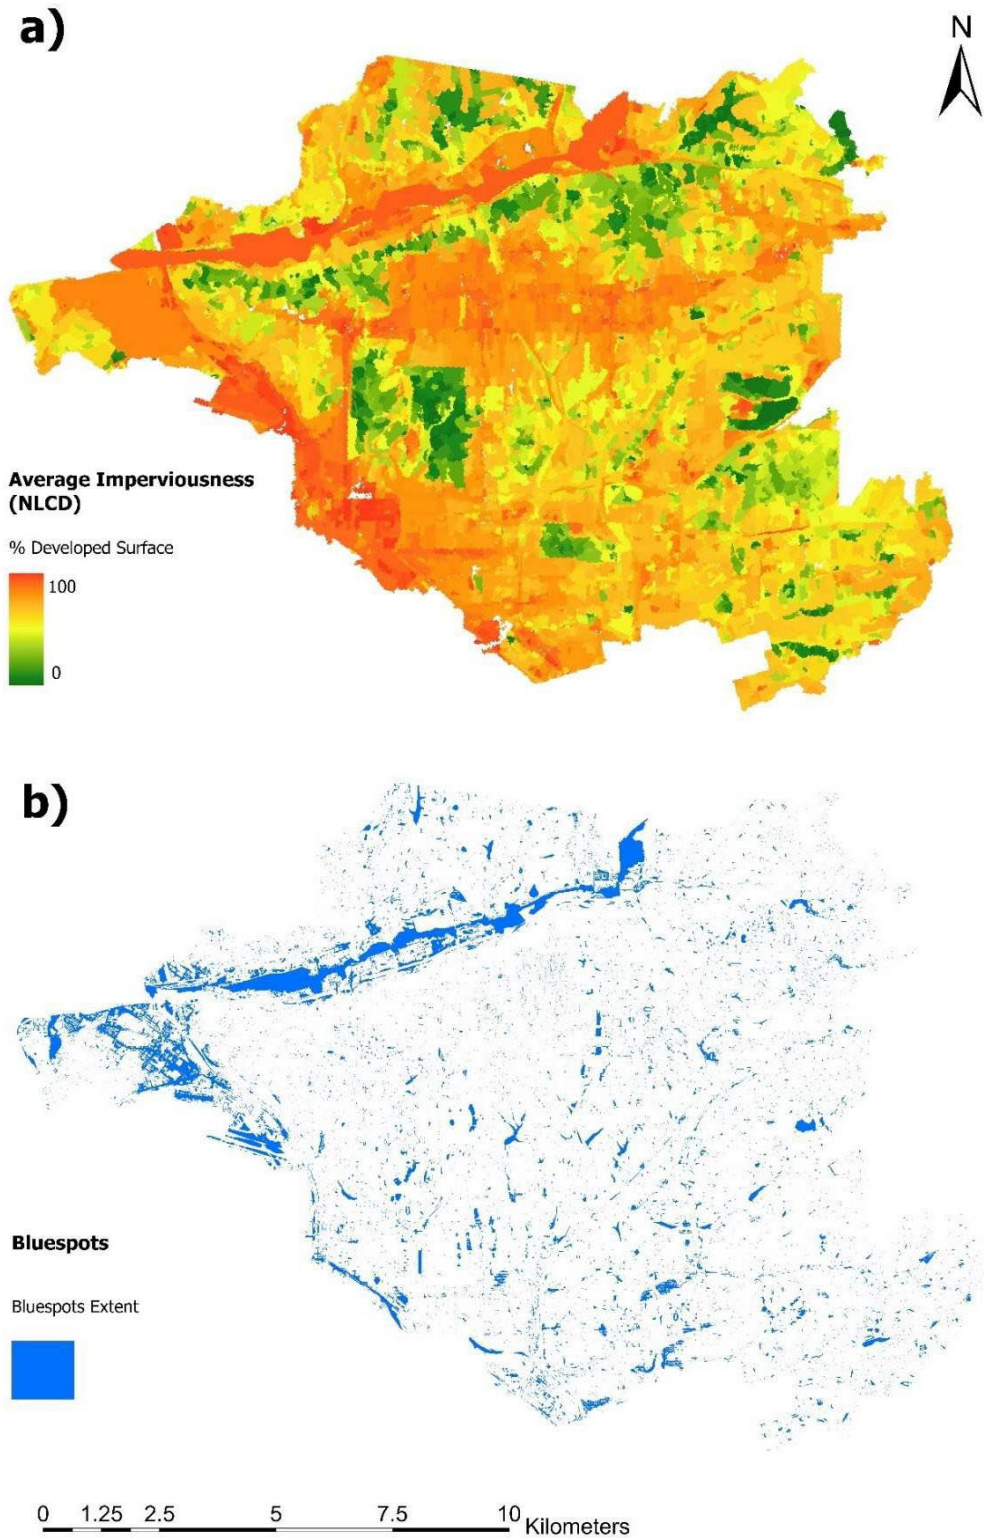 a)
N
Average Imperviousness
(NLCD)
% Developed Surface
100
0
b)
Bluespots
Bluespots Extent
0 1.25 2.5 5 7.5 10 Kilometers